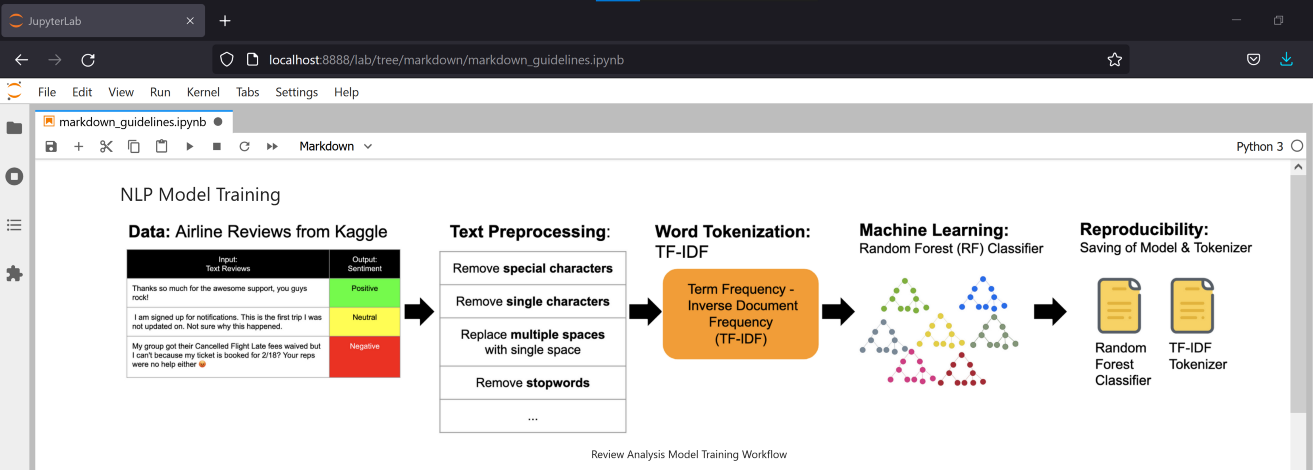 JupyterLab
localhost:8888/lab/tree/markdown/markdown_guidelines.ipynb
File Edit View Run Kernel Tabs Settings Help
markdown_guidelines.ipynb
Markdown
Python 3
NLP Model Training
Data: Airline Reviews from Kaggle
Input:
Text Reviews
Output:
Sentiment
Thanks so much for the awesome support, you guys
rock!
Positive
I am signed up for notifications. This is the first trip I was
not updated on. Not sure why this happened.
Neutral
My group got their Cancelled Flight Late fees waived but
I can't because my ticket is booked for 2/18? Your reps
were no help either 😡
Negative
Text Preprocessing:
Remove special characters
Remove single characters
Replace multiple spaces
with single space
Remove stopwords
...
Word Tokenization:
TF-IDF
Term Frequency -
Inverse Document
Frequency
(TF-IDF)
Machine Learning:
Random Forest (RF) Classifier
Reproducibility:
Saving of Model & Tokenizer
Random
Forest
Classifier
TF-IDF
Tokenizer
Review Analysis Model Training Workflow